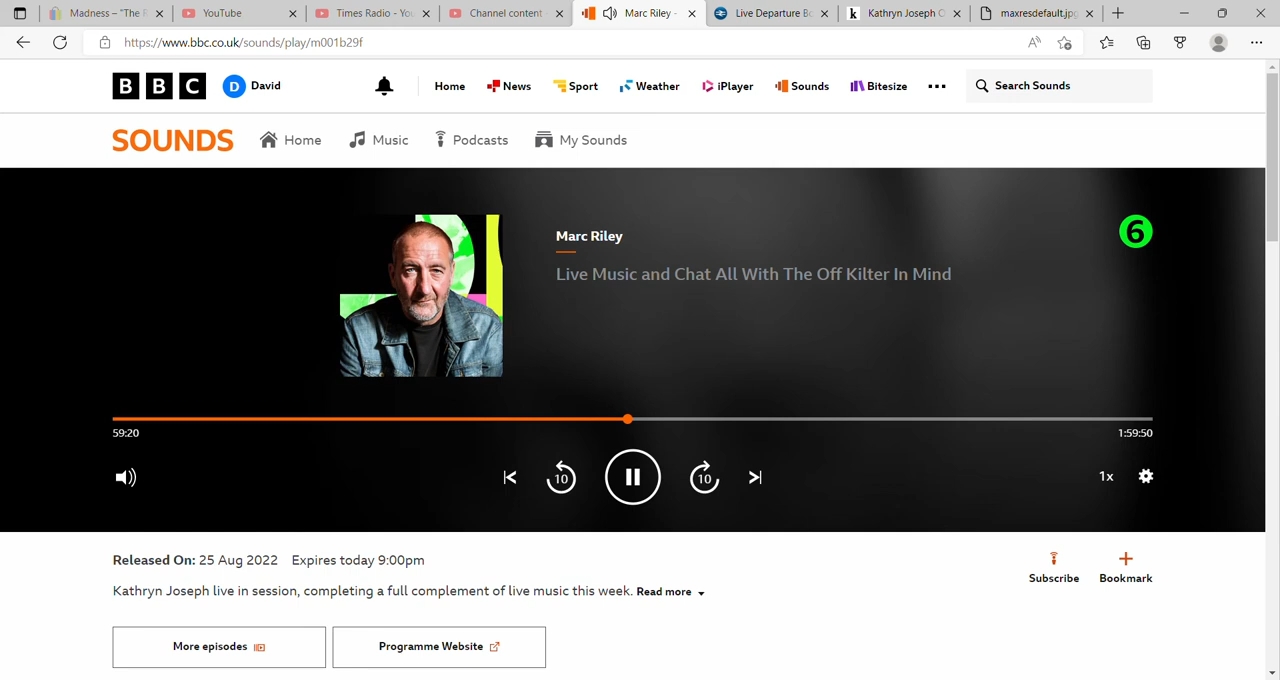 Madness – "The R
YouTube
Times Radio - You
Channel content -
Marc Riley -
Live Departure Bo
Kathryn Joseph O
maxresdefault.jpg
https://www.bbc.co.uk/sounds/play/m001b29f
BBC
D David
Home
News
Sport
Weather
iPlayer
Sounds
Bitesize
Search Sounds
SOUNDS
Home
Music
Podcasts
My Sounds
Marc Riley
6
Live Music and Chat All With The Off Kilter In Mind
59:20
1:59:50
10
10
1x
Released On: 25 Aug 2022 Expires today 9:00pm
Subscribe
Bookmark
Kathryn Joseph live in session, completing a full complement of live music this week. Read more
More episodes
Programme Website